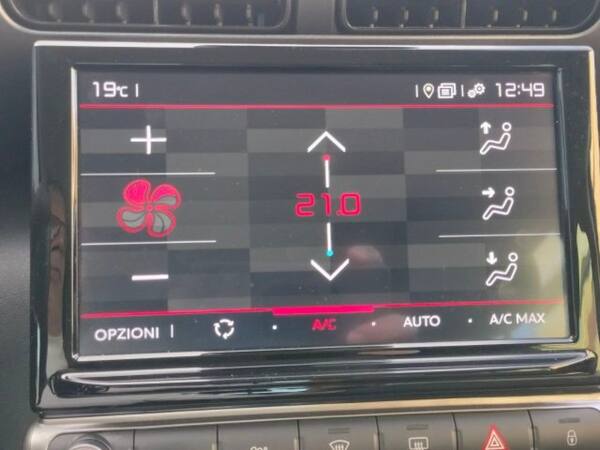 19°C
12:49
21.0
OPZIONI
A/C
AUTO
A/C MAX